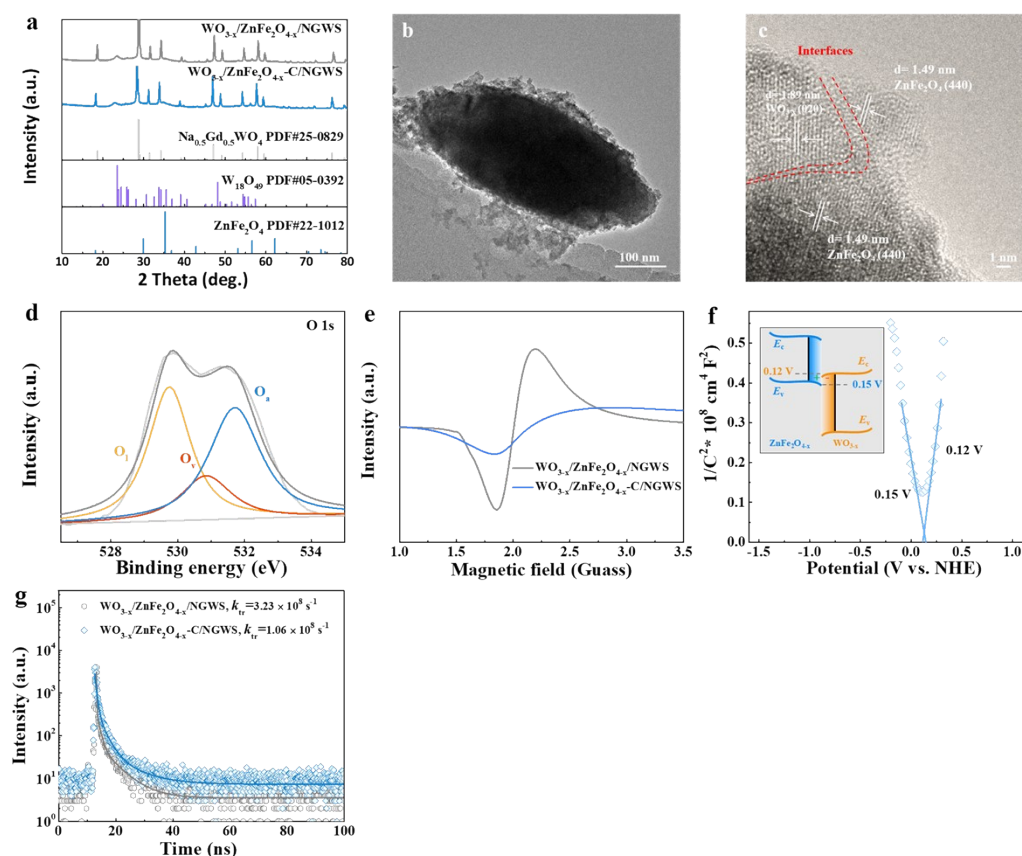 a
WO3-x/ZnFe2O4-x/NGWS
WO3-x/ZnFe2O4-x-C/NGWS
Na0.5Gd0.5WO4 PDF#25-0829
W18O49 PDF#05-0392
ZnFe2O4 PDF#22-1012
Intensity (a.u.)
10 20 30 40 50 60 70 80
2 Theta (deg.)
b
100 nm
c
Interfaces
d= 1.49 nm
ZnFe2O4 (440)
(020)
d= 1.49 nm
ZnFe2O4 (440)
1 nm
d
O 1s
Oa
Ol
Ov
Intensity (a.u.)
528 530 532 534
Binding energy (eV)
e
WO3-x/ZnFe2O4-x/NGWS
WO3-x/ZnFe2O4-x-C/NGWS
Intensity (a.u.)
1.0 1.5 2.0 2.5 3.0 3.5
Magnetic field (Guass)
f
1/C2* 108 cm4 F2)
0.5
0.4
0.3
0.2
0.1
0.0
Ec
0.12 V
Ev
Ec
0.15 V
Ev
ZnFe2O4-x
WO3-x
0.12 V
0.15 V
-1.5 -1.0 -0.5 0.0 0.5 1.0
Potential (V vs. NHE)
g
WO3-x/ZnFe2O4-x/NGWS, ktr=3.23 × 108 s-1
WO3-x/ZnFe2O4-x-C/NGWS, ktr=1.06 × 108 s-1
Intensity (a.u.)
105
104
103
102
101
100
0 20 40 60 80 100
Time (ns)